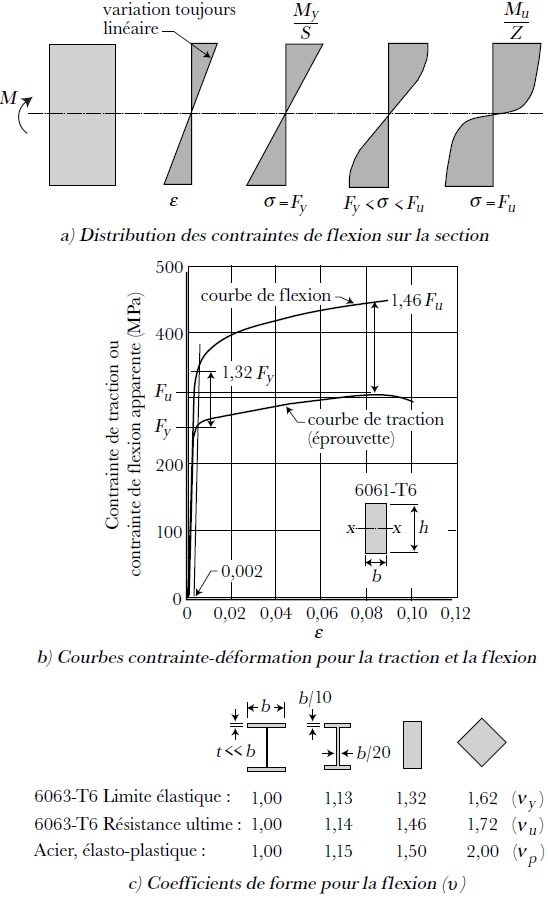 variation toujours
linéaire
M_y
S
M_u
Z
M
ε
σ = F_y
F_y < σ < F_u
σ = F_u
a) Distribution des contraintes de flexion sur la section
Contrainte de traction ou
contrainte de flexion apparente (MPa)
500
400
F_u
F_y
200
100
0
courbe de flexion
1,46 F_u
1,32 F_y
courbe de traction
(éprouvette)
6061-T6
x x h
b
0,002
0 0,02 0,04 0,06 0,08 0,10 0,12
ε
b) Courbes contrainte-déformation pour la traction et la flexion
b
b/10
t<<b
b/20
6063-T6 Limite élastique : 1,00 1,13 1,32 1,62 (ν_y)
6063-T6 Résistance ultime : 1,00 1,14 1,46 1,72 (ν_u)
Acier, élasto-plastique : 1,00 1,15 1,50 2,00 (ν_p)
c) Coefficients de forme pour la flexion (υ)